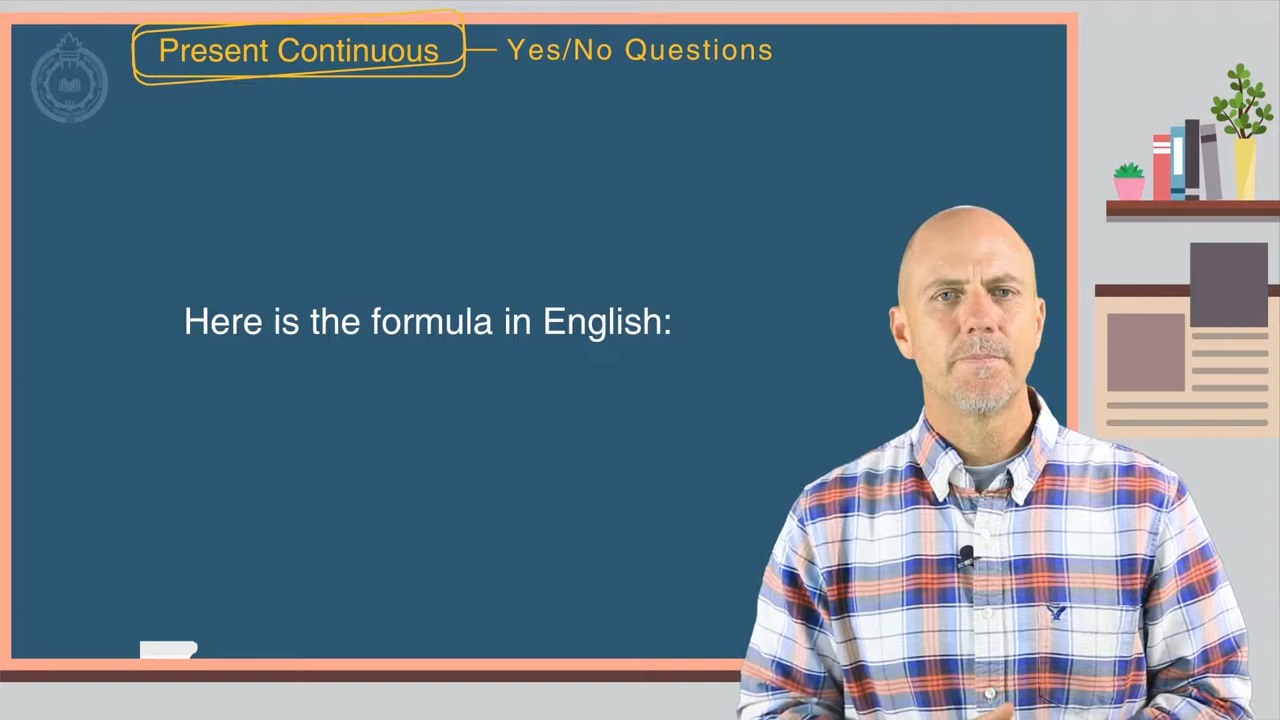 Present Continuous Yes/No Questions
Here is the formula in English: